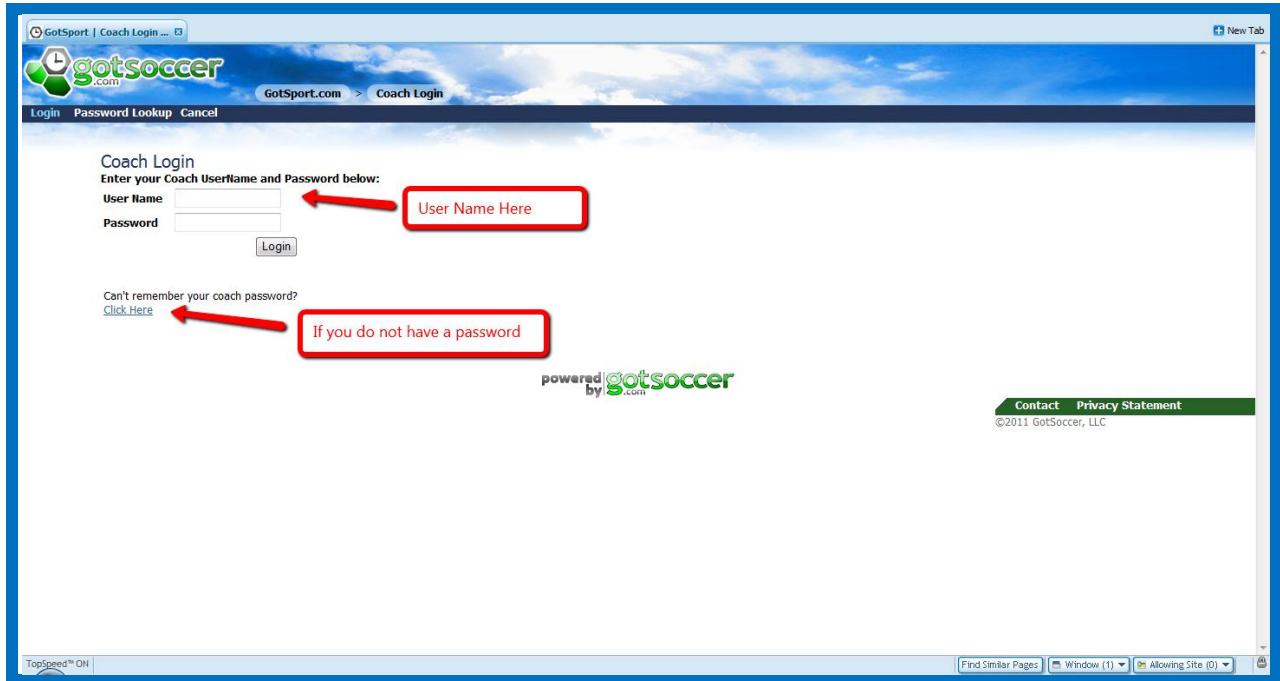 GotSport | Coach Login ...
New Tab
gotsoccer
.com
GotSport.com > Coach Login
Login Password Lookup Cancel
Coach Login
Enter your Coach UserName and Password below:
User Name
User Name Here
Password
Login
Can't remember your coach password?
Click Here
If you do not have a password
powered by gotsoccer
.com
Contact Privacy Statement
©2011 GotSoccer, LLC
TopSpeed™ ON
Find Similar Pages Window (1) Allowing Site (0)